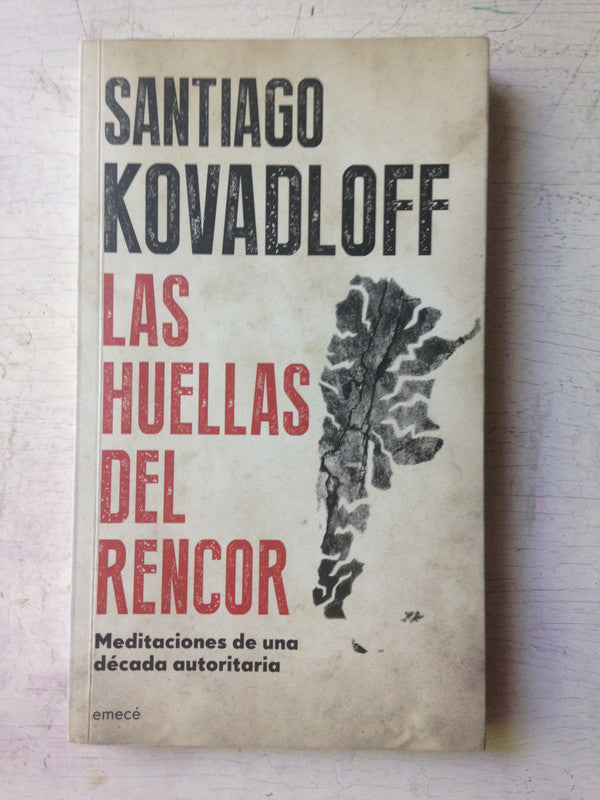 SANTIAGO
KOVADLOFF
LAS
HUELLAS
DEL
RENCOR
Meditaciones de una
década autoritaria
emecé